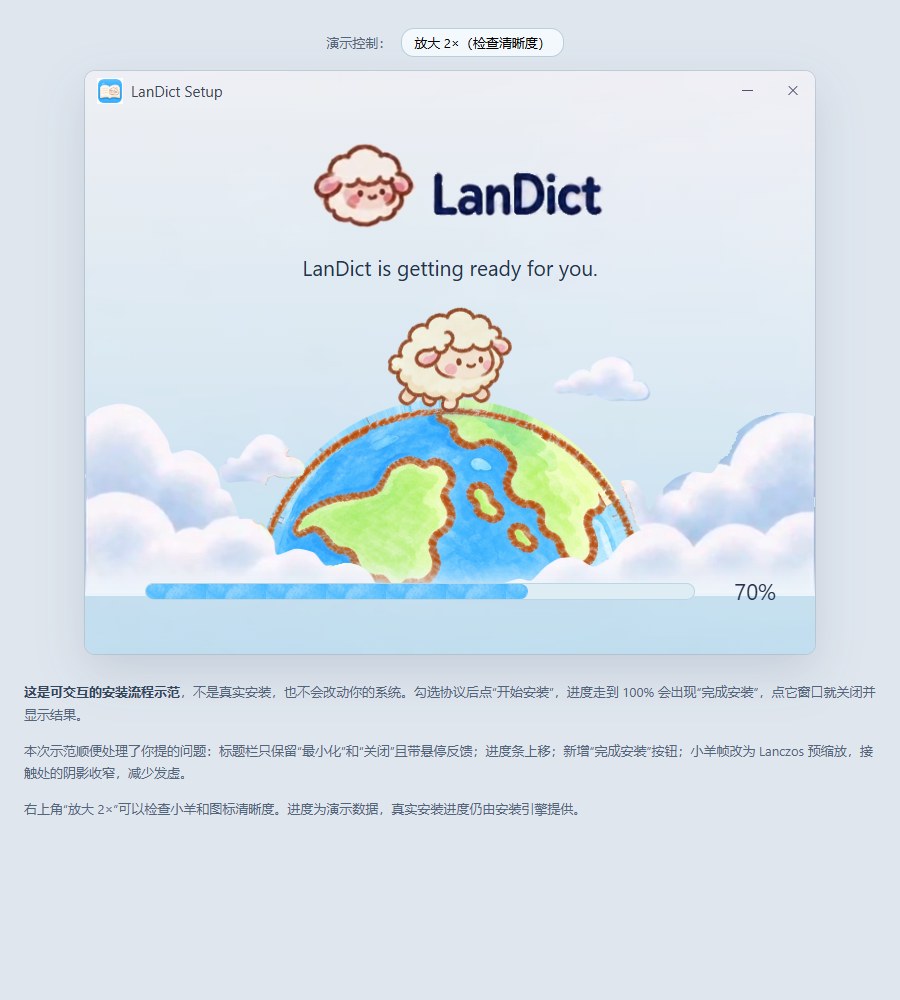 演示控制：
放大 2×（检查清晰度）
LanDict Setup
LanDict
LanDict is getting ready for you.
70%
这是可交互的安装流程示范，不是真实安装，也不会改动你的系统。勾选协议后点“开始安装”，进度走到 100% 会出现“完成安装”，点它窗口就关闭并
显示结果。
本次示范顺便处理了你提的问题：标题栏只保留“最小化”和“关闭”且带悬停反馈；进度条上移；新增“完成安装”按钮；小羊帧改为 Lanczos 预缩放，接
触处的阴影收窄，减少发虚。
右上角“放大 2×”可以检查小羊和图标清晰度。进度为演示数据，真实安装进度仍由安装引擎提供。